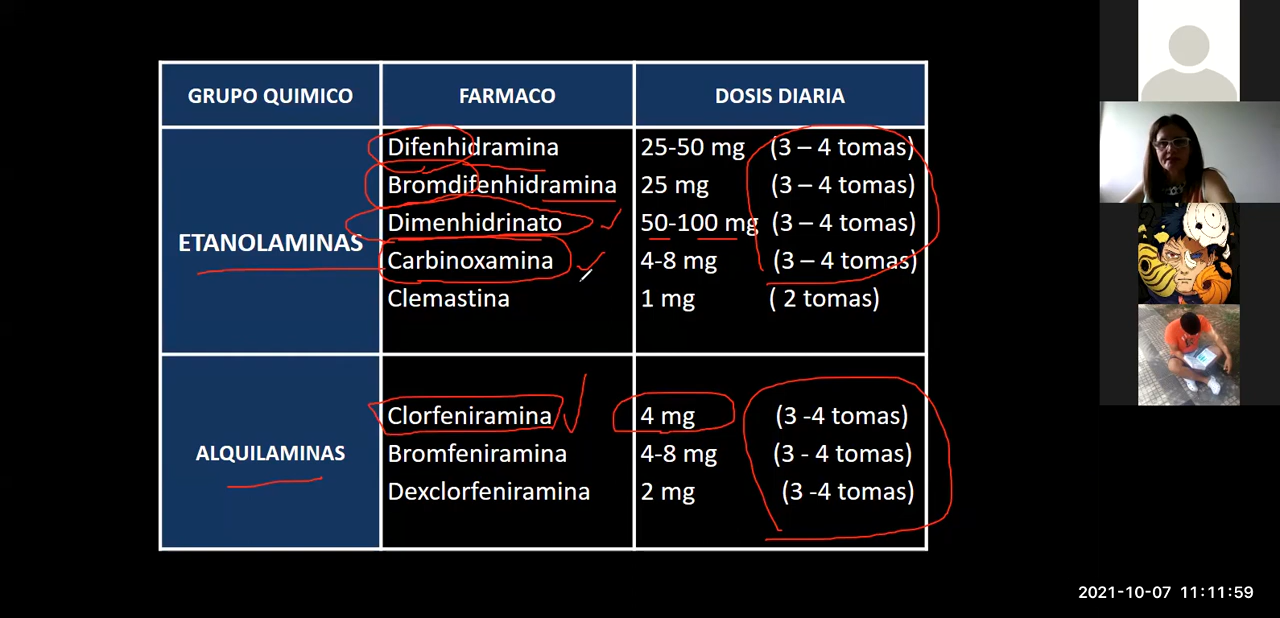 GRUPO QUIMICO FARMACO DOSIS DIARIA
Difenhidramina 25-50 mg (3 – 4 tomas)
Bromdifenhidramina 25 mg (3 – 4 tomas)
Dimenhidrinato 50-100 mg (3 – 4 tomas)
ETANOLAMINAS
Carbinoxamina 4-8 mg (3 – 4 tomas)
Clemastina 1 mg ( 2 tomas)
Clorfeniramina 4 mg (3 -4 tomas)
ALQUILAMINAS Bromfeniramina 4-8 mg (3 - 4 tomas)
Dexclorfeniramina 2 mg (3 -4 tomas)
2021-10-07 11:11:59